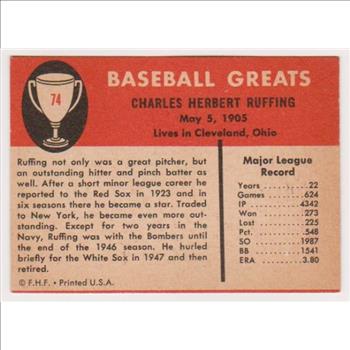 74
BASEBALL GREATS
CHARLES HERBERT RUFFING
May 5, 1905
Lives in Cleveland, Ohio
Ruffing not only was a great pitcher, but
an outstanding hitter and pinch batter as
well. After a short minor league career he
reported to the Red Sox in 1923 and in
six seasons there he became a star. Traded
to New York, he became an outstanding
ace. Except for two years in the
Navy, Ruffing was with the Bombers until
the end of the 1946 season. He hurled
briefly for the White Sox in 1947 and then
retired.
© F.H.F. • Printed U.S.A.
Major League
Record
Years 22
Games 624
IP 4342
Won 273
Lost 225
Pct. .548
SO 1987
BB 1541
ERA 3.80